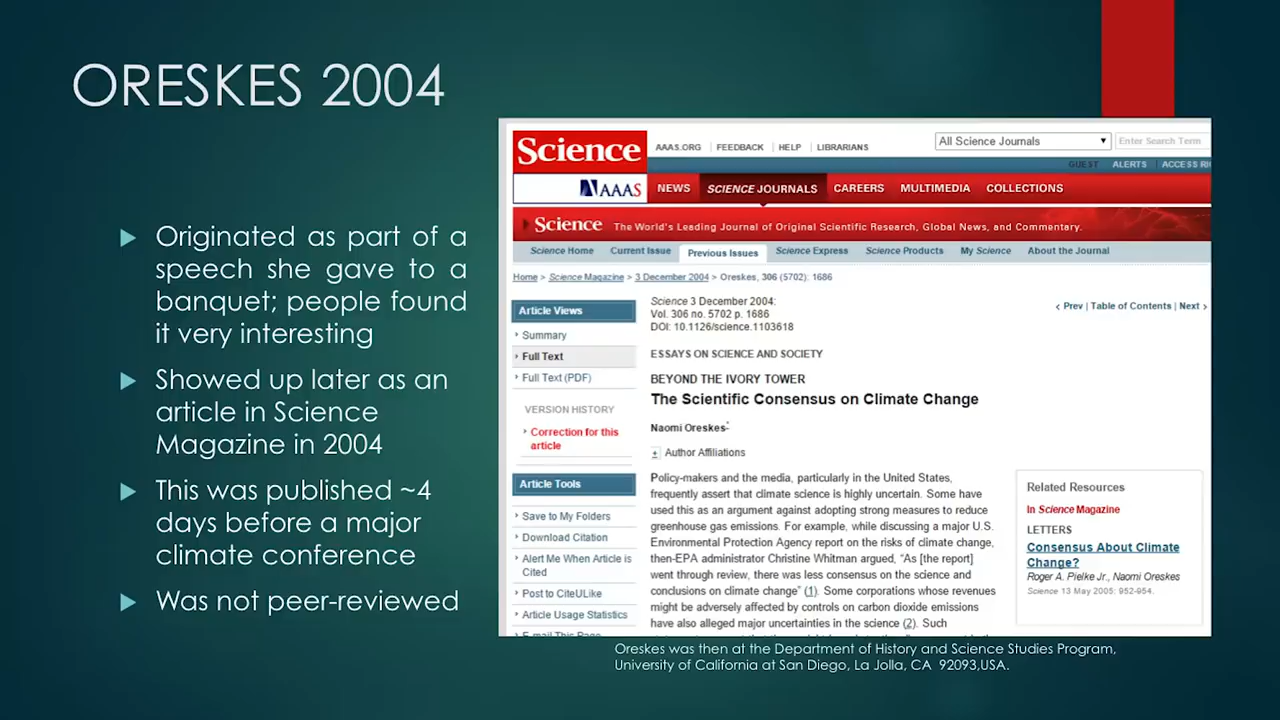 ORESKES 2004
Originated as part of a
speech she gave to a
banquet; people found
it very interesting
Showed up later as an
article in Science
Magazine in 2004
This was published ~4
days before a major
climate conference
Was not peer-reviewed
Science
AAAS
AAAS.ORG | FEEDBACK | HELP | LIBRARIANS
All Science Journals
Enter Search Term
GUEST ALERTS | ACCESS RI
NEWS SCIENCE JOURNALS CAREERS MULTIMEDIA COLLECTIONS
Science The World's Leading Journal of Original Scientific Research, Global News, and Commentary.
Science Home Current Issue Previous Issues Science Express Science Products My Science About the Journal
Home > Science Magazine > 3 December 2004 > Oreskes, 306 (5702): 1686
Article Views
Summary
Full Text
Full Text (PDF)
VERSION HISTORY
Correction for this
article
Article Tools
Save to My Folders
Download Citation
Alert Me When Article is
Cited
Post to CiteULike
Article Usage Statistics
E-mail This Page
Science 3 December 2004:
Vol. 306 no. 5702 p. 1686
DOI: 10.1126/science.1103618
< Prev | Table of Contents | Next >
ESSAYS ON SCIENCE AND SOCIETY
BEYOND THE IVORY TOWER
The Scientific Consensus on Climate Change
Naomi Oreskes*
+ Author Affiliations
Policy-makers and the media, particularly in the United States,
frequently assert that climate science is highly uncertain. Some have
used this as an argument against adopting strong measures to reduce
greenhouse gas emissions. For example, while discussing a major U.S.
Environmental Protection Agency report on the risks of climate change,
then-EPA administrator Christine Whitman argued, “As [the report]
went through review, there was less consensus on the science and
conclusions on climate change” (1). Some corporations whose revenues
might be adversely affected by controls on carbon dioxide emissions
have also alleged major uncertainties in the science (2). Such
Related Resources
In Science Magazine
LETTERS
Consensus About Climate
Change?
Roger A. Pielke Jr., Naomi Oreskes
Science 13 May 2005: 952-954.
Oreskes was then at the Department of History and Science Studies Program,
University of California at San Diego, La Jolla, CA 92093,USA.